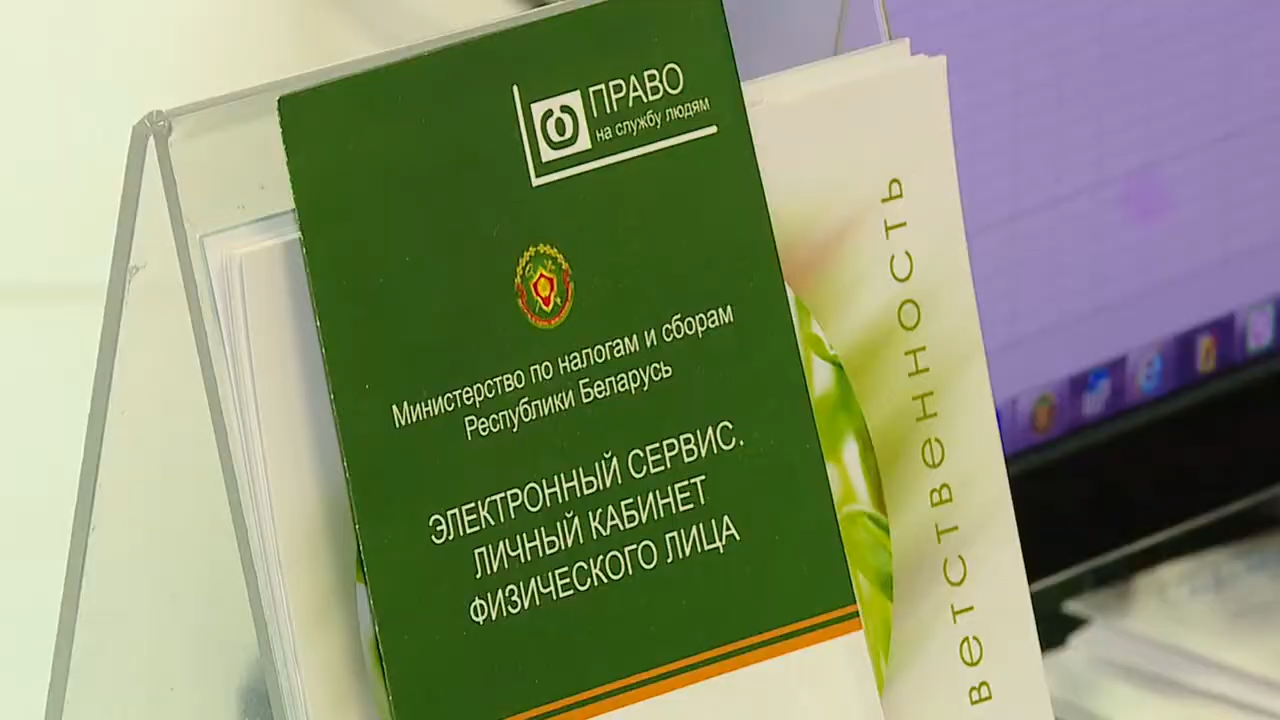 ПРАВО
на службу людям
Министерство по налогам и сборам
Республики Беларусь
ЭЛЕКТРОННЫЙ СЕРВИС.
ЛИЧНЫЙ КАБИНЕТ
ФИЗИЧЕСКОГО ЛИЦА
ВЕТСТВЕННОСТЬ